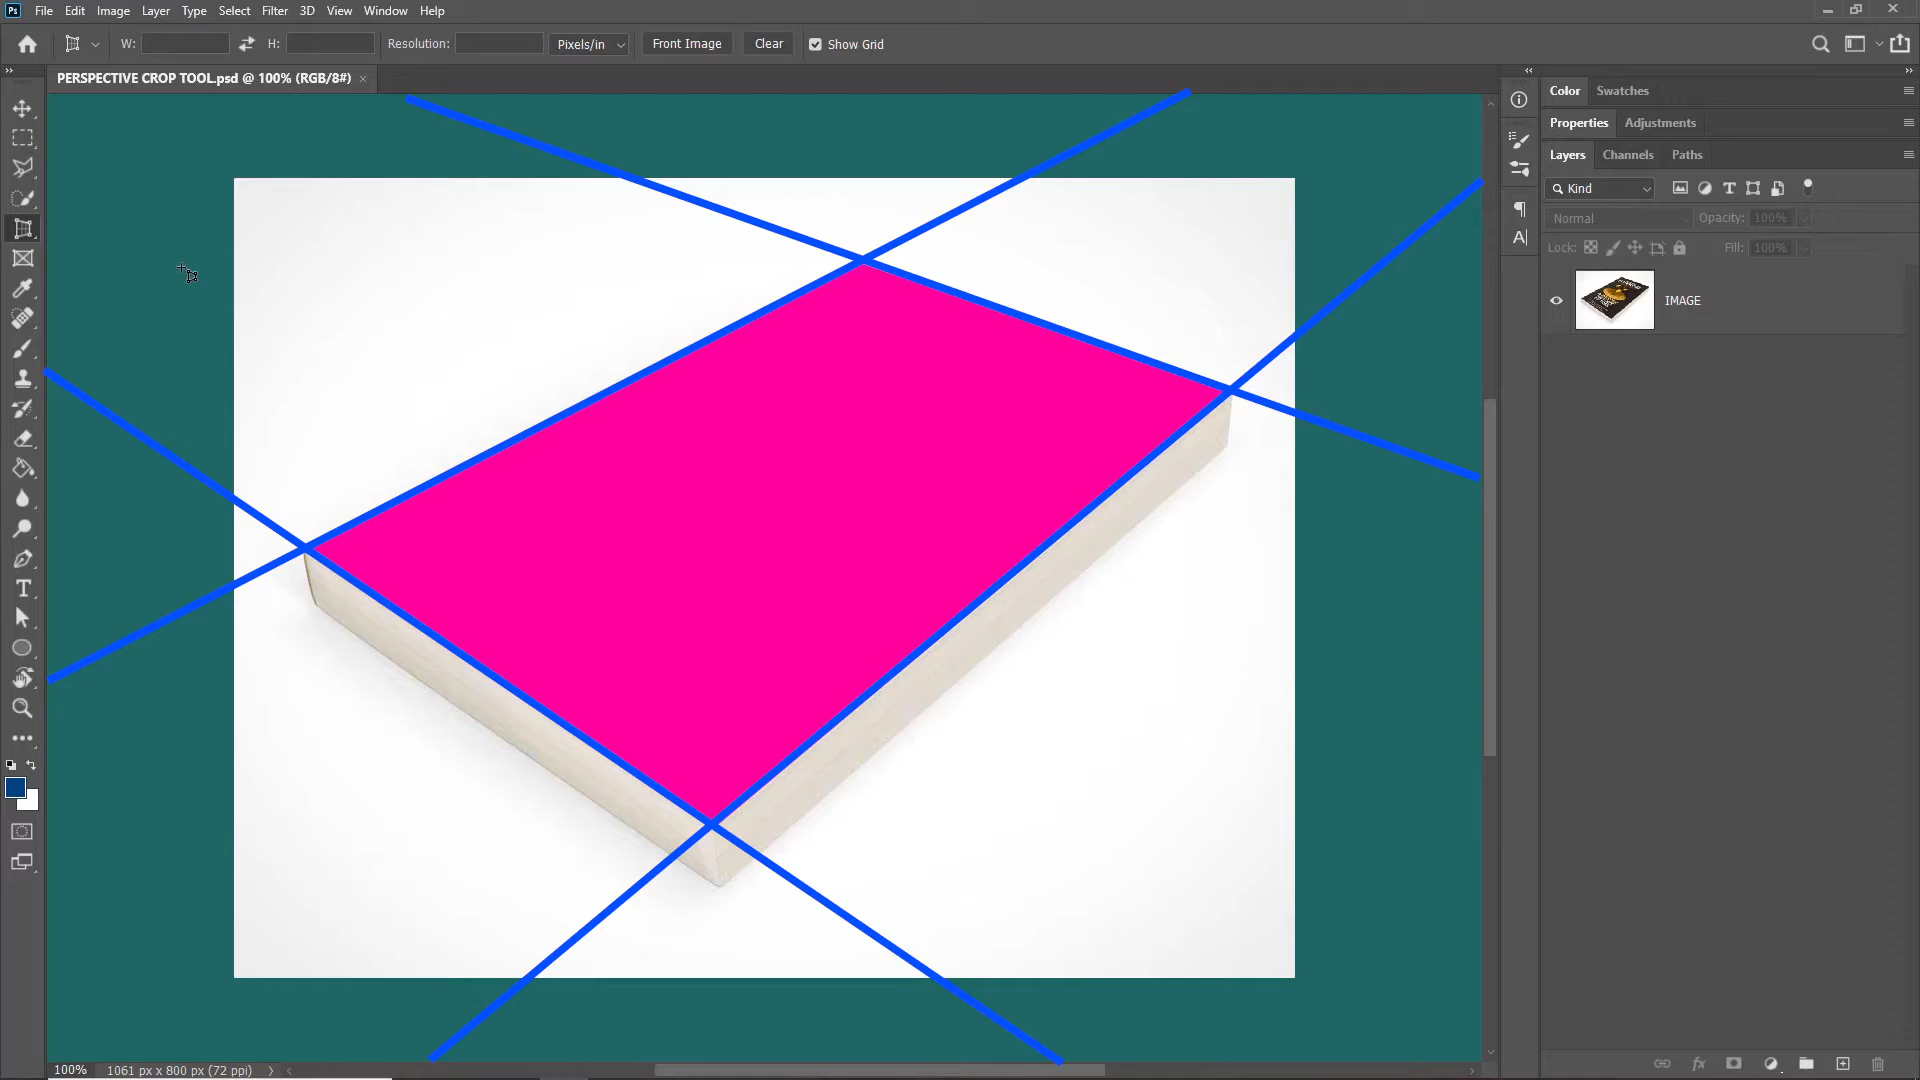 Ps File Edit Image Layer Type Select Filter 3D View Window Help
W: H: Resolution: Pixels/in Front Image Clear Show Grid
PERSPECTIVE CROP TOOL.psd @ 100% (RGB/8#) ×
Color Swatches
Properties Adjustments
Layers Channels Paths
Kind
Normal Opacity: 100%
Lock: Fill: 100%
IMAGE
100% 1061 px x 800 px (72 ppi)